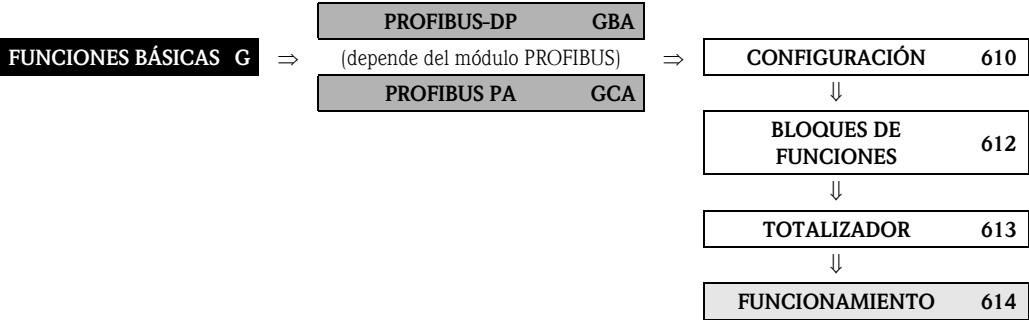 PROFIBUS-DP GBA
FUNCIONES BÁSICAS G ⇒ (depende del módulo PROFIBUS) ⇒ CONFIGURACIÓN 610
PROFIBUS PA GCA
⇓
BLOQUES DE
FUNCIONES 612
⇓
TOTALIZADOR 613
⇓
FUNCIONAMIENTO 614